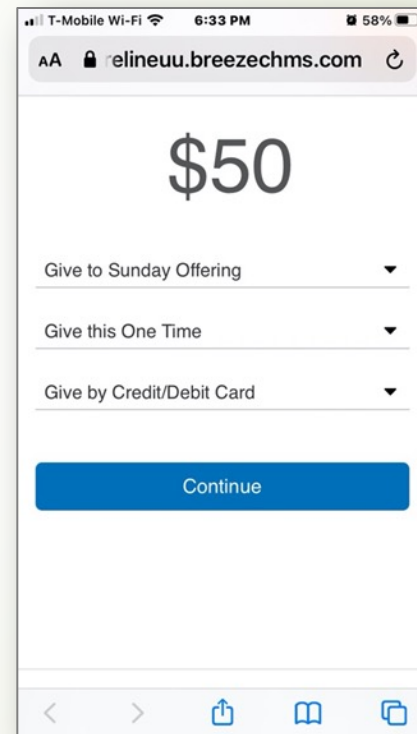 T-Mobile Wi-Fi 6:33 PM 58%
AA relineuu.breezechms.com
$50
Give to Sunday Offering
Give this One Time
Give by Credit/Debit Card
Continue